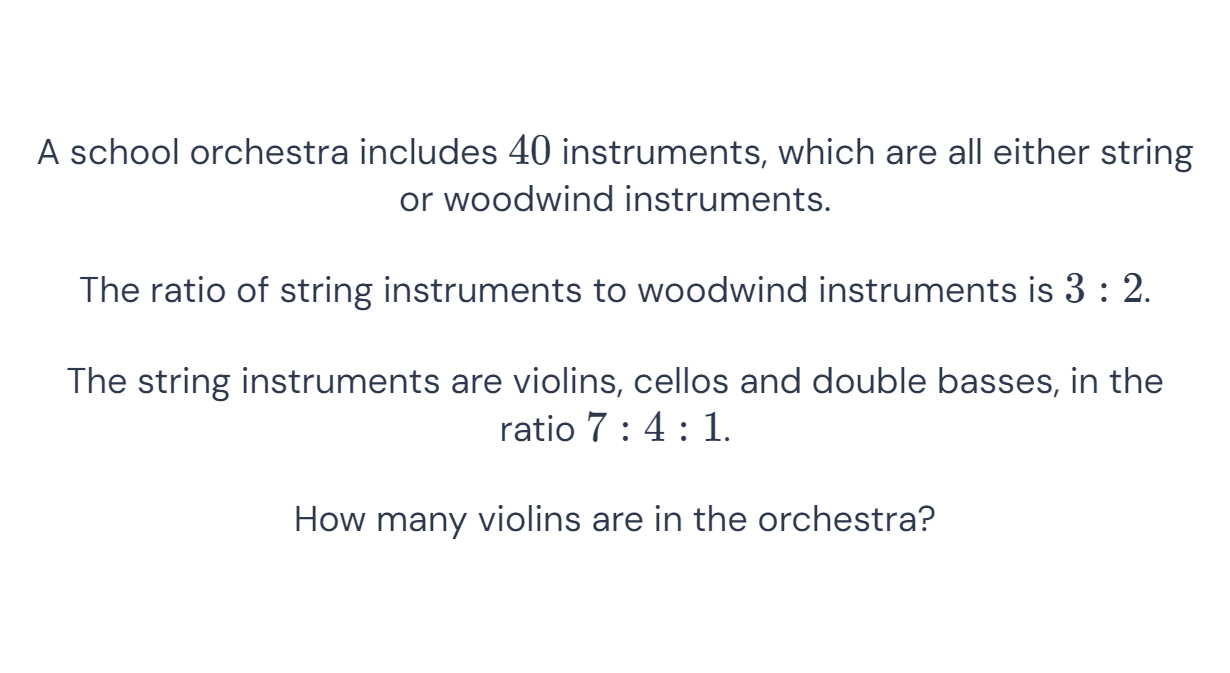 A school orchestra includes 40 instruments, which are all either string
or woodwind instruments.
The ratio of string instruments to woodwind instruments is 3 : 2.
The string instruments are violins, cellos and double basses, in the
ratio 7 : 4 : 1.
How many violins are in the orchestra?